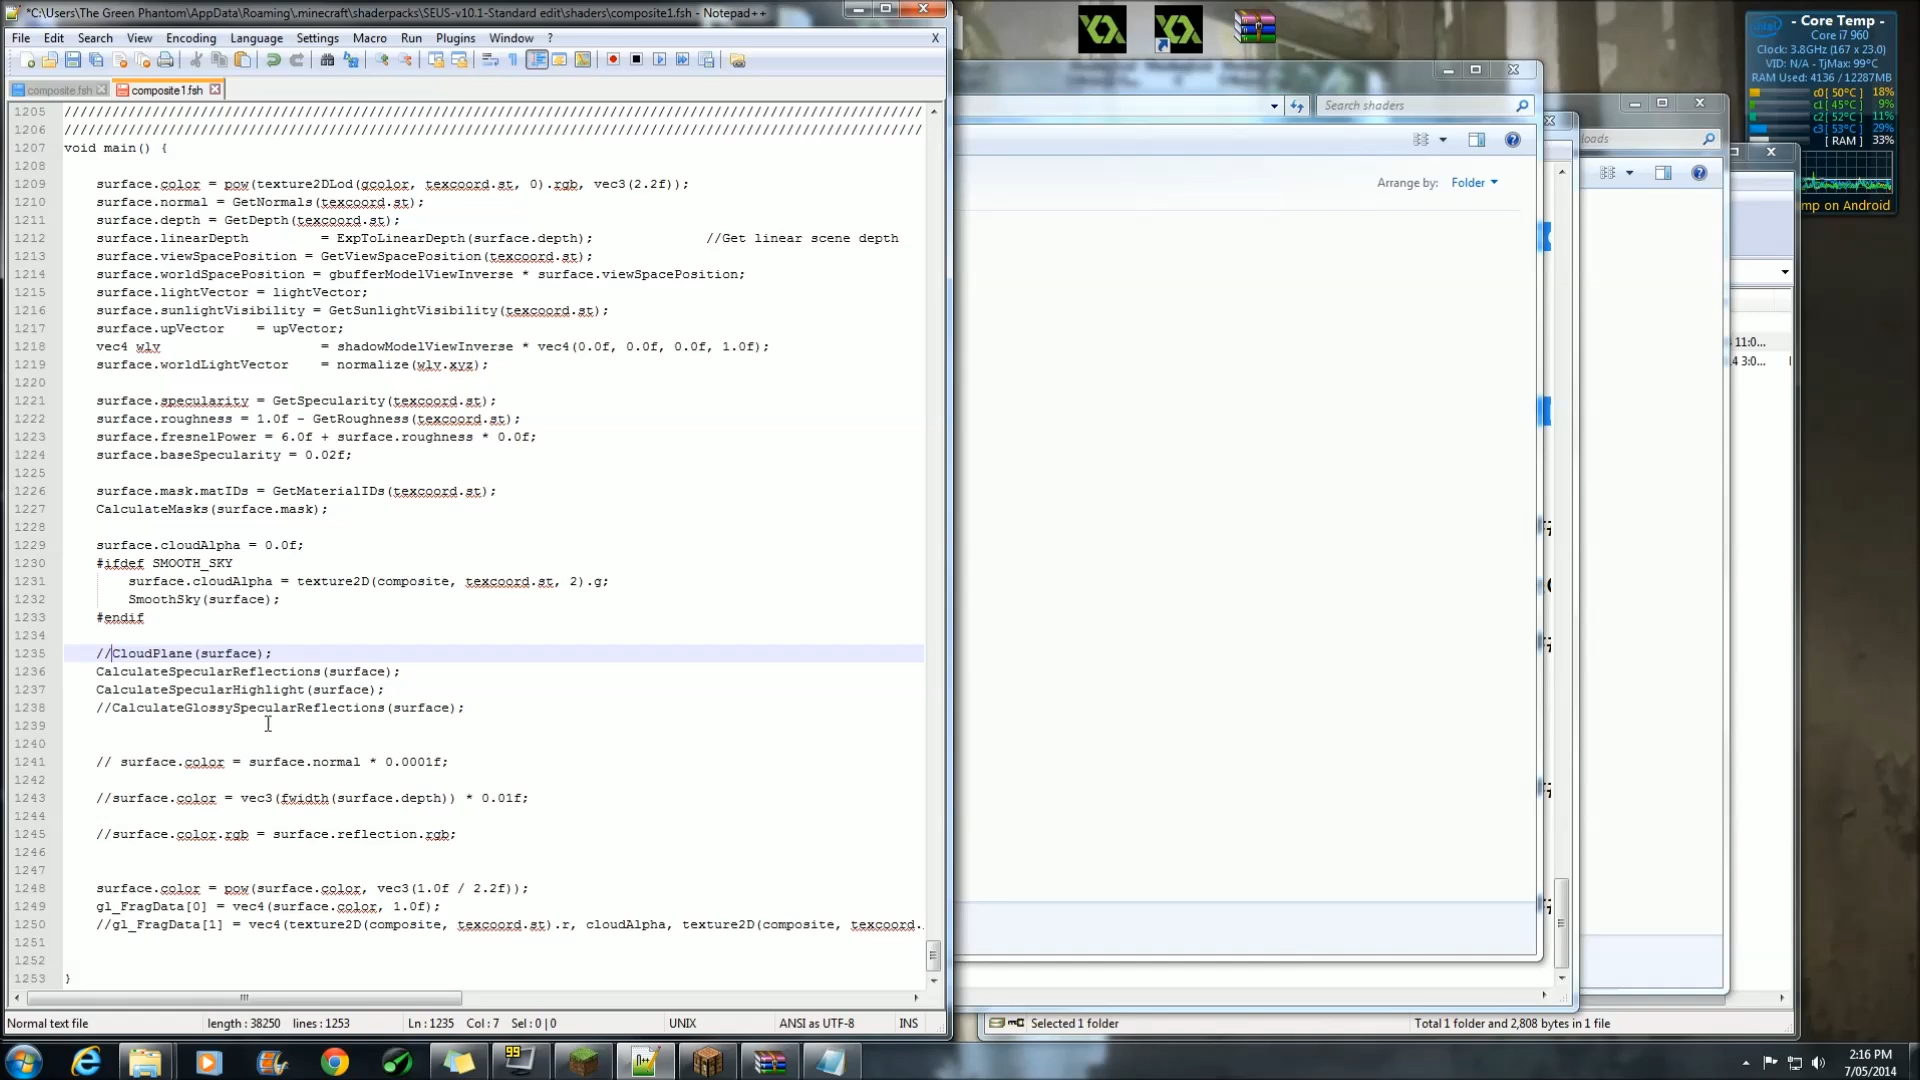 *C:\Users\The Green Phantom\AppData\Roaming\.minecraft\shaderpacks\SEUS-v10.1-Standard edit\shaders\composite1.fsh - Notepad++
File Edit Search View Encoding Language Settings Macro Run Plugins Window ? X
composite.fsh composite1.fsh
1205 ////////////////////////////////////////////////////////////////////////////////////////////////////////////
1206 ////////////////////////////////////////////////////////////////////////////////////////////////////////////
1207 void main() {
1208
1209 surface.color = pow(texture2DLod(gcolor, texcoord.st, 0).rgb, vec3(2.2f));
1210 surface.normal = GetNormals(texcoord.st);
1211 surface.depth = GetDepth(texcoord.st);
1212 surface.linearDepth = ExpToLinearDepth(surface.depth); //Get linear scene depth
1213 surface.viewSpacePosition = GetViewSpacePosition(texcoord.st);
1214 surface.worldSpacePosition = gbufferModelViewInverse * surface.viewSpacePosition;
1215 surface.lightVector = lightVector;
1216 surface.sunlightVisibility = GetSunlightVisibility(texcoord.st);
1217 surface.upVector = upVector;
1218 vec4 wlv = shadowModelViewInverse * vec4(0.0f, 0.0f, 0.0f, 1.0f);
1219 surface.worldLightVector = normalize(wlv.xyz);
1220
1221 surface.specularity = GetSpecularity(texcoord.st);
1222 surface.roughness = 1.0f - GetRoughness(texcoord.st);
1223 surface.fresnelPower = 6.0f + surface.roughness * 0.0f;
1224 surface.baseSpecularity = 0.02f;
1225
1226 surface.mask.matIDs = GetMaterialIDs(texcoord.st);
1227 CalculateMasks(surface.mask);
1228
1229 surface.cloudAlpha = 0.0f;
1230 #ifdef SMOOTH_SKY
1231 surface.cloudAlpha = texture2D(composite, texcoord.st, 2).g;
1232 SmoothSky(surface);
1233 #endif
1234
1235 //CloudPlane(surface);
1236 CalculateSpecularReflections(surface);
1237 CalculateSpecularHighlight(surface);
1238 //CalculateGlossySpecularReflections(surface);
1239
1240
1241 // surface.color = surface.normal * 0.0001f;
1242
1243 //surface.color = vec3(fwidth(surface.depth)) * 0.01f;
1244
1245 //surface.color.rgb = surface.reflection.rgb;
1246
1247
1248 surface.color = pow(surface.color, vec3(1.0f / 2.2f));
1249 gl_FragData[0] = vec4(surface.color, 1.0f);
1250 //gl_FragData[1] = vec4(texture2D(composite, texcoord.st).r, cloudAlpha, texture2D(composite, texcoord.
1251
1252
1253 }
Normal text file length : 38250 lines : 1253 Ln : 1235 Col : 7 Sel : 0 | 0 UNIX ANSI as UTF-8 INS
Search shaders
Arrange by: Folder
loads
11:0...
4 3:0...
Selected 1 folder
Total 1 folder and 2,808 bytes in 1 file
- Core Temp -
Core i7 960
Clock: 3.8GHz (167 x 23.0)
VID: N/A - TjMax: 99°C
RAM Used: 4136 / 12287MB
c0[ 50°C ] 18%
c1[ 45°C ] 9%
c2[ 52°C ] 11%
c3[ 53°C ] 29%
[ RAM ] 33%
mp on Android
99
2:16 PM
7/05/2014